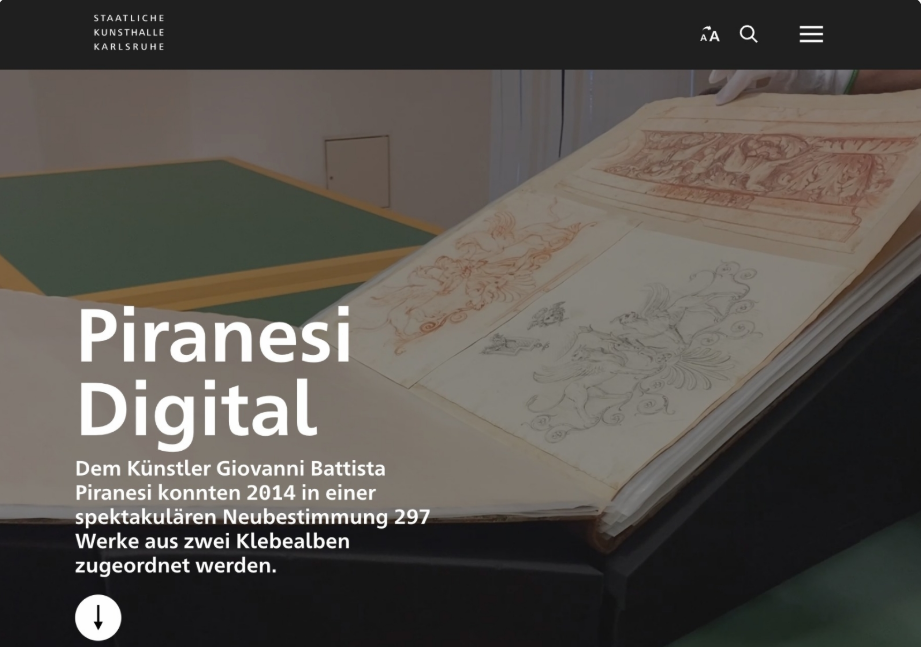 STAATLICHE
KUNSTHALLE
KARLSRUHE
AA
Piranesi
Digital
Dem Künstler Giovanni Battista
Piranesi konnten 2014 in einer
spektakulären Neubestimmung 297
Werke aus zwei Klebealben
zugeordnet werden.